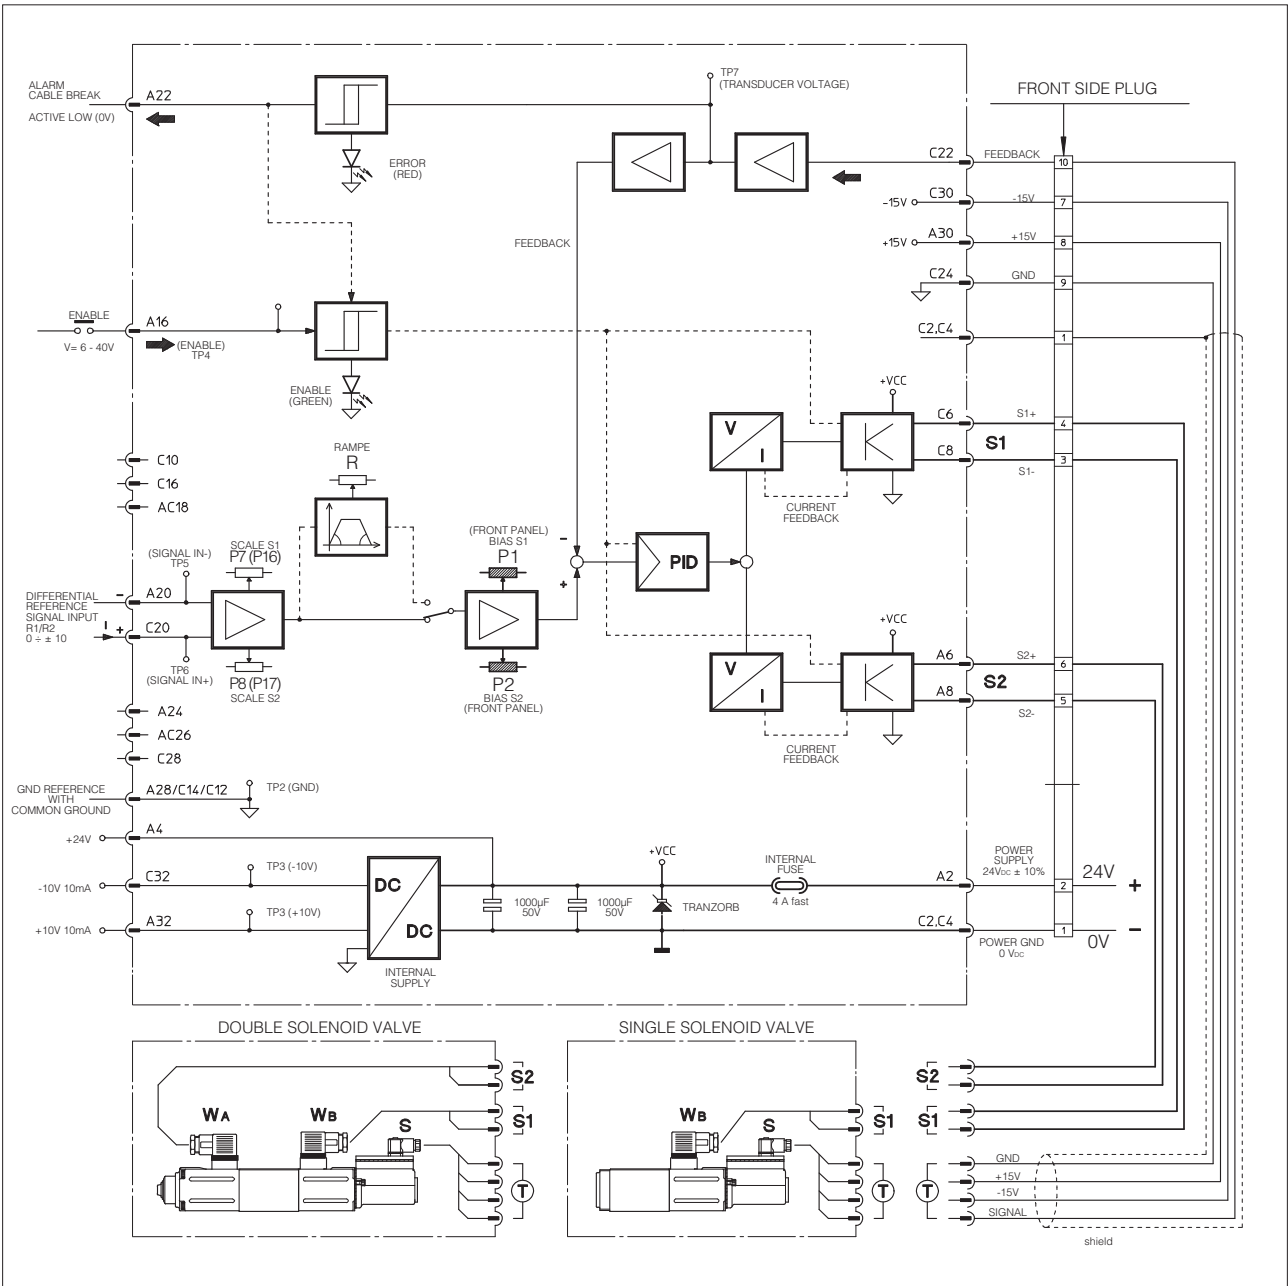 ALARM
CABLE BREAK
ACTIVE LOW (0V)
A22
ERROR
(RED)
TP7
(TRANSDUCER VOLTAGE)
FRONT SIDE PLUG
C22
FEEDBACK
10
-15V
C30
-15V
7
+15V
A30
+15V
8
FEEDBACK
C24
GND
9
C2,C4
1
ENABLE
V= 6 - 40V
A16
(ENABLE)
TP4
ENABLE
(GREEN)
+VCC
V
I
CURRENT
FEEDBACK
C6
S1+
4
S1
C8
S1-
3
C10
C16
AC18
RAMPE
R
(SIGNAL IN-)
TP5
SCALE S1
P7 (P16)
(FRONT PANEL)
BIAS S1
P1
-
+
PID
DIFFERENTIAL
REFERENCE
SIGNAL INPUT
R1/R2
0 ÷ ± 10
-
A20
I
+
C20
TP6
(SIGNAL IN+)
P8 (P17)
SCALE S2
P2
BIAS S2
(FRONT PANEL)
+VCC
V
I
CURRENT
FEEDBACK
A6
S2+
6
S2
A8
S2-
5
A24
AC26
C28
GND REFERENCE
WITH
COMMON GROUND
A28/C14/C12
TP2 (GND)
+24V
A4
-10V 10mA
C32
TP3 (-10V)
+10V 10mA
A32
TP3 (+10V)
DC
DC
INTERNAL
SUPPLY
1000µF
50V
1000µF
50V
+VCC
TRANZORB
INTERNAL
FUSE
4 A fast
A2
POWER
SUPPLY
24VDC ± 10%
2
24V
+
C2,C4
POWER GND
0 VDC
1
0V
-
DOUBLE SOLENOID VALVE
WA
WB
S
S2
S1
T
SINGLE SOLENOID VALVE
WB
S
S1
T
S2
S1
T
GND
+15V
-15V
SIGNAL
shield